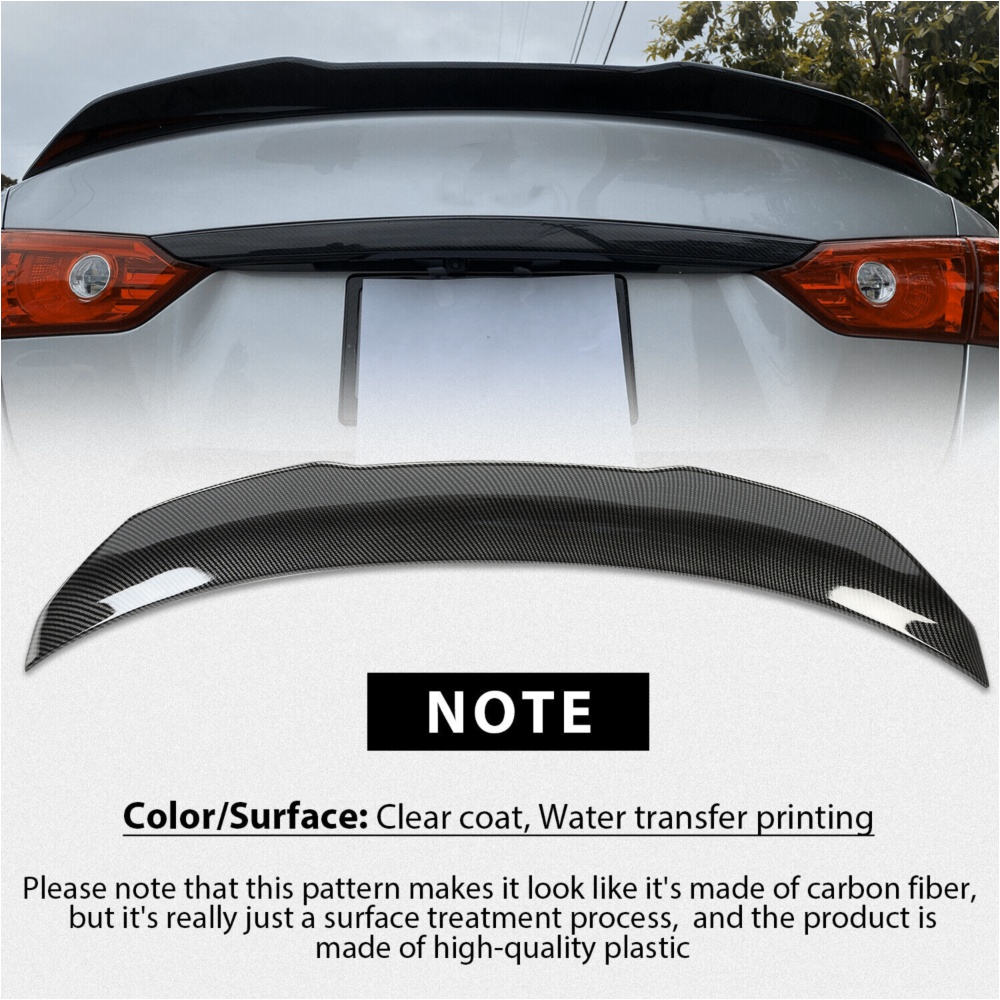 NOTE
Color/Surface: Clear coat, Water transfer printing
Please note that this pattern makes it look like it's made of carbon fiber,
but it's really just a surface treatment process, and the product is
made of high-quality plastic